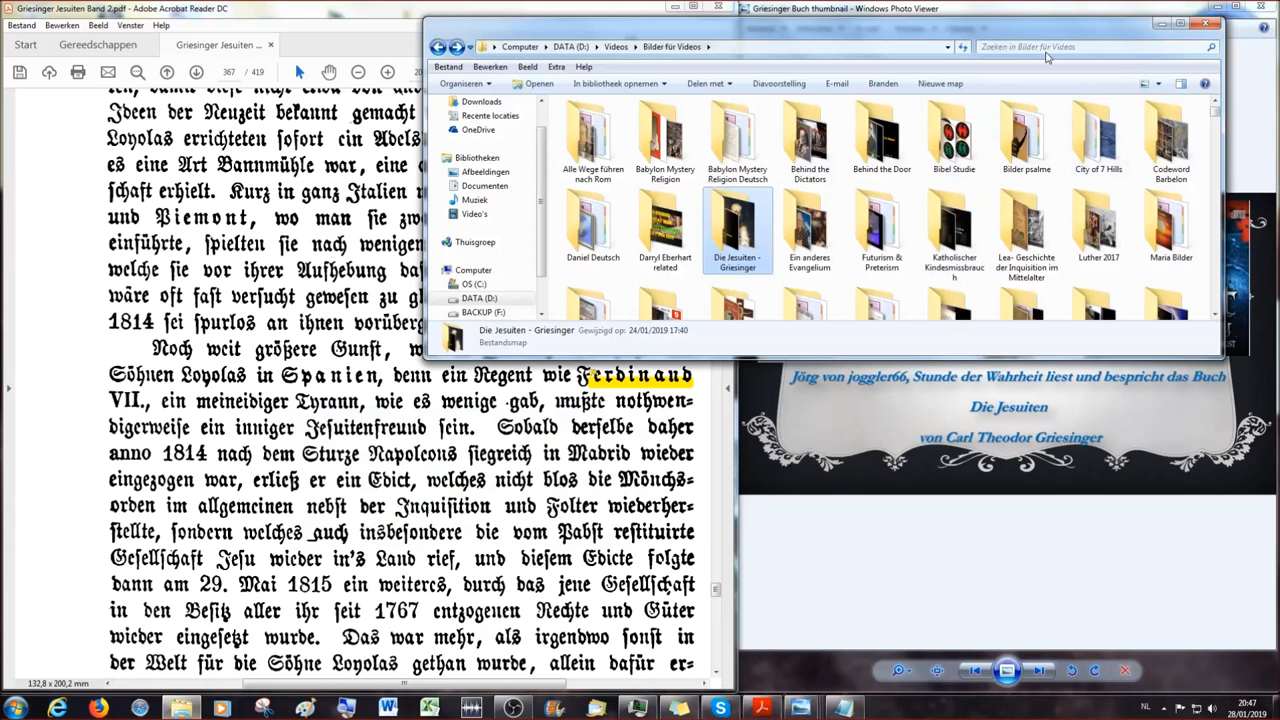 Griesinger Jesuiten Band 2.pdf - Adobe Acrobat Reader DC
Bestand Bewerken Beeld Venster Help
Start Gereedschappen Griesinger Jesuiten ... ×
367 / 419
Ideen der Neuzeit bekannt gemacht
Loyolas errichteten sofort ein Adels
es eine Art Bannmühle war, eine
schaft erhielt. Kurz in ganz Italien
und Piemont, wo man sie zw
einführte, spielten sie nach wenigen
welche sie vor ihrer Aufhebung da
wäre oft fast versucht gewesen zu gl
1814 sei spurlos an ihnen vorüberg
Noch weit größere Gunst, w
Söhnen Loyolas in Spanien, denn ein Regent wie Ferdinand
VII., ein meineidiger Tyrann, wie es wenige gab, mußte nothwen=
digerweise ein inniger Jesuitenfreund sein. Sobald derselbe daher
anno 1814 nach dem Sturze Napoleons siegreich in Madrid wieder
eingezogen war, erließ er ein Edict, welches nicht blos die Mönchs=
orden im allgemeinen nebst der Inquisition und Folter wiederher=
stellte, sondern welches auch insbesondere die vom Pabst restituirte
Gesellschaft Jesu wieder in's Land rief, und diesem Edicte folgte
dann am 29. Mai 1815 ein weiteres, durch das jene Gesellschaft
in den Besitz aller ihr seit 1767 entzogenen Rechte und Güter
wieder eingesetzt wurde. Das war mehr, als irgendwo sonst in
der Welt für die Söhne Loyolas gethan wurde, allein dafür er=
132,8 x 200,2 mm
Griesinger Buch thumbnail - Windows Photo Viewer
Computer DATA (D:) Videos Bilder für Videos
Zoeken in Bilder für Videos
Bestand Bewerken Beeld Extra Help
Organiseren Openen In bibliotheek opnemen Delen met Diavoorstelling E-mail Branden Nieuwe map
Downloads
Recente locaties
OneDrive
Bibliotheken
Afbeeldingen
Documenten
Muziek
Video's
Thuisgroep
Computer
OS (C:)
DATA (D:)
BACKUP (F:)
Alle Wege führen nach Rom
Babylon Mystery Religion
Babylon Mystery Religion Deutsch
Behind the Dictators
Behind the Door
Bibel Studie
Bilder psalme
City of 7 Hills
Codeword Barbelon
Daniel Deutsch
Darryl Eberhart related
Die Jesuiten - Griesinger
Ein anderes Evangelium
Futurism & Preterism
Katholischer Kindesmissbrauch
Lea- Geschichte der Inquisition im Mittelalter
Luther 2017
Maria Bilder
Die Jesuiten - Griesinger Gewijzigd op: 24/01/2019 17:40
Bestandsmap
Jörg von joggler66, Stunde der Wahrheit liest und bespricht das Buch
Die Jesuiten
von Carl Theodor Griesinger
NL
20:47
28/01/2019